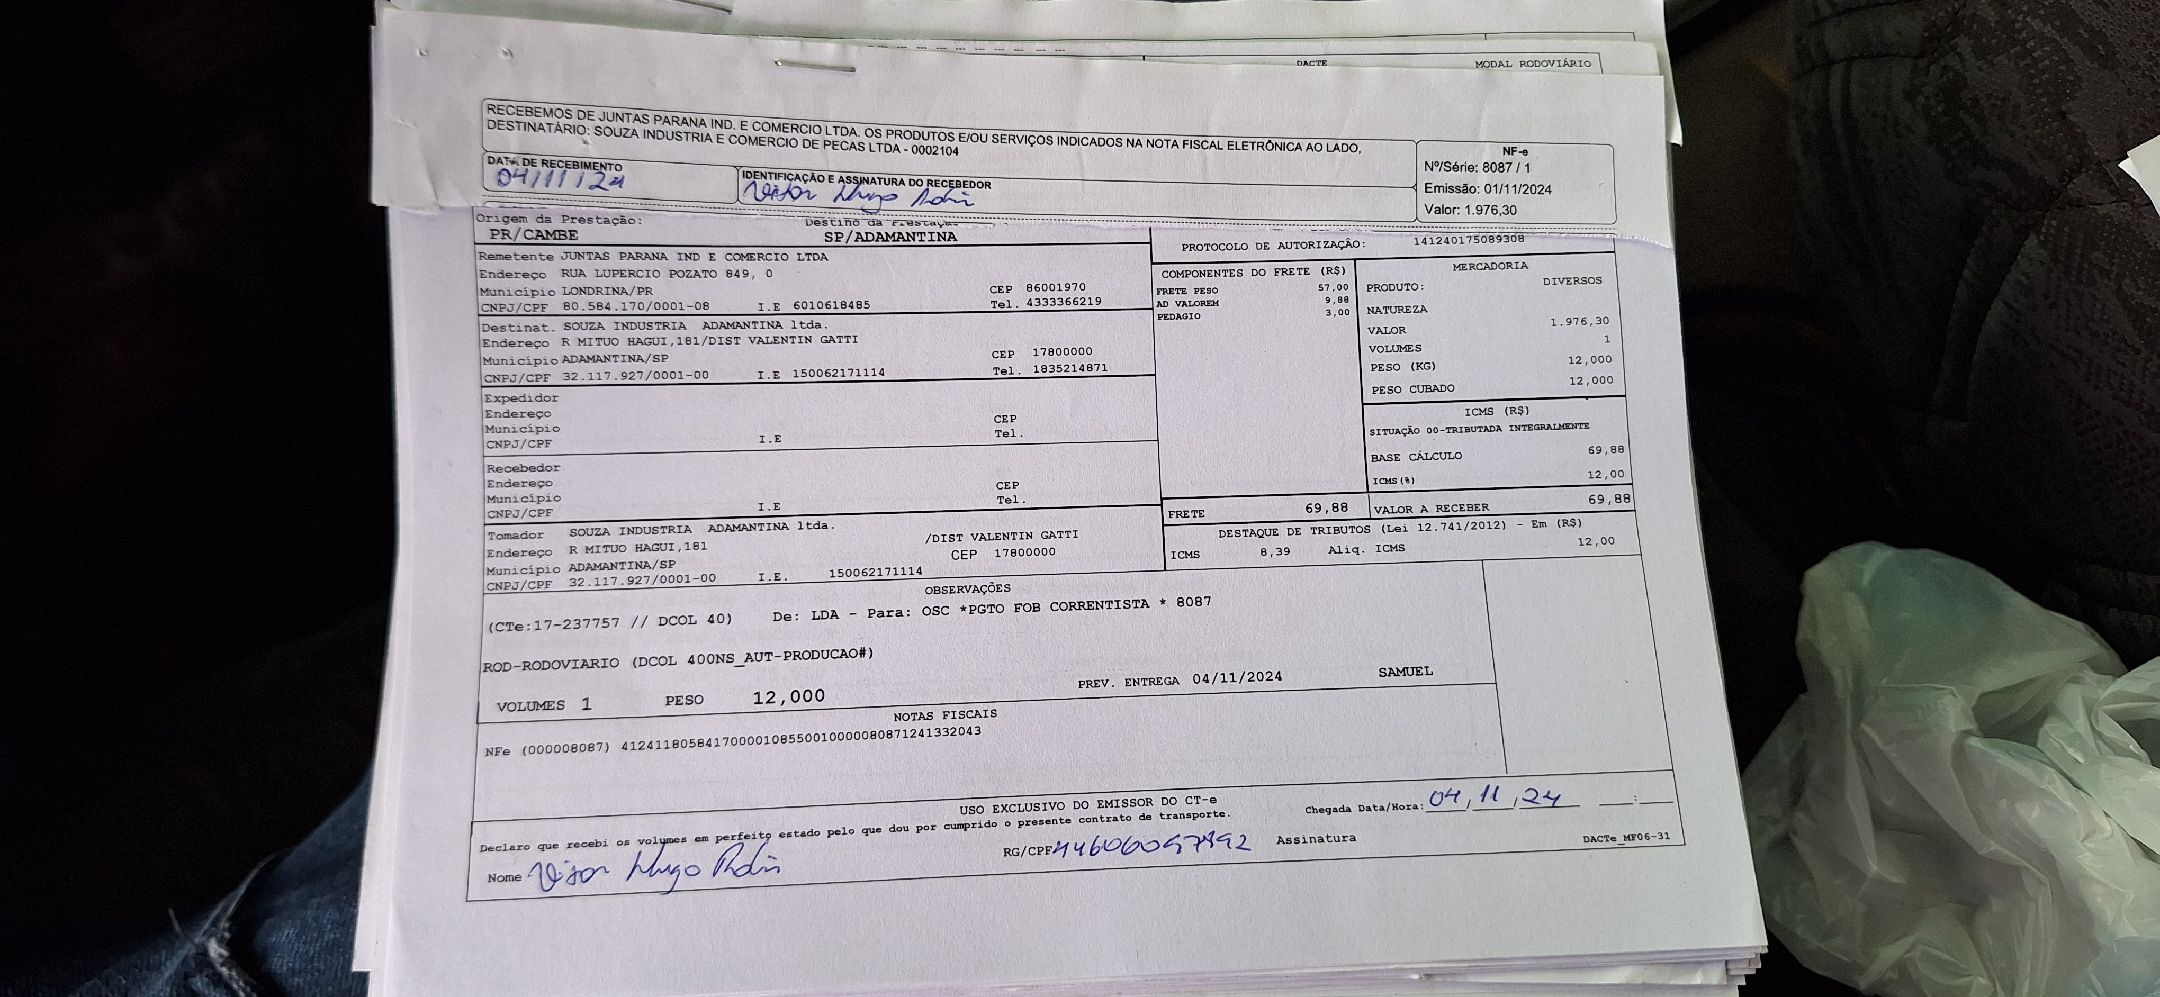 DACTE MODAL RODOVIÁRIO
RECEBEMOS DE JUNTAS PARANA IND. E COMERCIO LTDA. OS PRODUTOS E/OU SERVIÇOS INDICADOS NA NOTA FISCAL ELETRÔNICA AO LADO,
DESTINATÁRIO: SOUZA INDUSTRIA E COMERCIO DE PECAS LTDA - 0002104
DATA DE RECEBIMENTO
04/11/24
IDENTIFICAÇÃO E ASSINATURA DO RECEBEDOR
Hugo
NF-e
Nº/Série: 8087 / 1
Emissão: 01/11/2024
Valor: 1.976,30
Origem da Prestação: Destino da Prestação
PR/CAMBE SP/ADAMANTINA
PROTOCOLO DE AUTORIZAÇÃO: 141240175089308
Remetente JUNTAS PARANA IND E COMERCIO LTDA
Endereço RUA LUPERCIO POZATO 849, 0
Município LONDRINA/PR CEP 86001970
CNPJ/CPF 80.584.170/0001-08 I.E 6010618485 Tel. 4333366219
Destinat. SOUZA INDUSTRIA ADAMANTINA ltda.
Endereço R MITUO HAGUI,181/DIST VALENTIN GATTI
Município ADAMANTINA/SP CEP 17800000
CNPJ/CPF 32.117.927/0001-00 I.E 150062171114 Tel. 1835214871
Expedidor
Endereço
Município CEP
CNPJ/CPF I.E Tel.
Recebedor
Endereço
Município CEP
CNPJ/CPF I.E Tel.
Tomador SOUZA INDUSTRIA ADAMANTINA ltda.
Endereço R MITUO HAGUI,181 /DIST VALENTIN GATTI
Município ADAMANTINA/SP CEP 17800000
CNPJ/CPF 32.117.927/0001-00 I.E. 150062171114
COMPONENTES DO FRETE (R$)
FRETE PESO 57,00
AD VALOREM 9,88
PEDAGIO 3,00
FRETE 69,88
MERCADORIA
PRODUTO: DIVERSOS
NATUREZA
VALOR 1.976,30
VOLUMES 1
PESO (KG) 12,000
PESO CUBADO 12,000
ICMS (R$)
SITUAÇÃO 00-TRIBUTADA INTEGRALMENTE
BASE CÁLCULO 69,88
ICMS(%) 12,00
VALOR A RECEBER 69,88
DESTAQUE DE TRIBUTOS (Lei 12.741/2012) - Em (R$)
ICMS 8,39 Aliq. ICMS 12,00
OBSERVAÇÕES
(CTe:17-237757 // DCOL 40) De: LDA - Para: OSC *PGTO FOB CORRENTISTA * 8087
ROD-RODOVIARIO (DCOL 400NS_AUT-PRODUCAO#)
VOLUMES 1 PESO 12,000 PREV. ENTREGA 04/11/2024 SAMUEL
NOTAS FISCAIS
NFe (000008087) 41241180584170000108550010000080871241332043
USO EXCLUSIVO DO EMISSOR DO CT-e
Declaro que recebi os volumes em perfeito estado pelo que dou por cumprido o presente contrato de transporte.
Chegada Data/Hora: 04/11/24 __:__
Nome Hugo RG/CPF Assinatura
DACTe_MF06-31